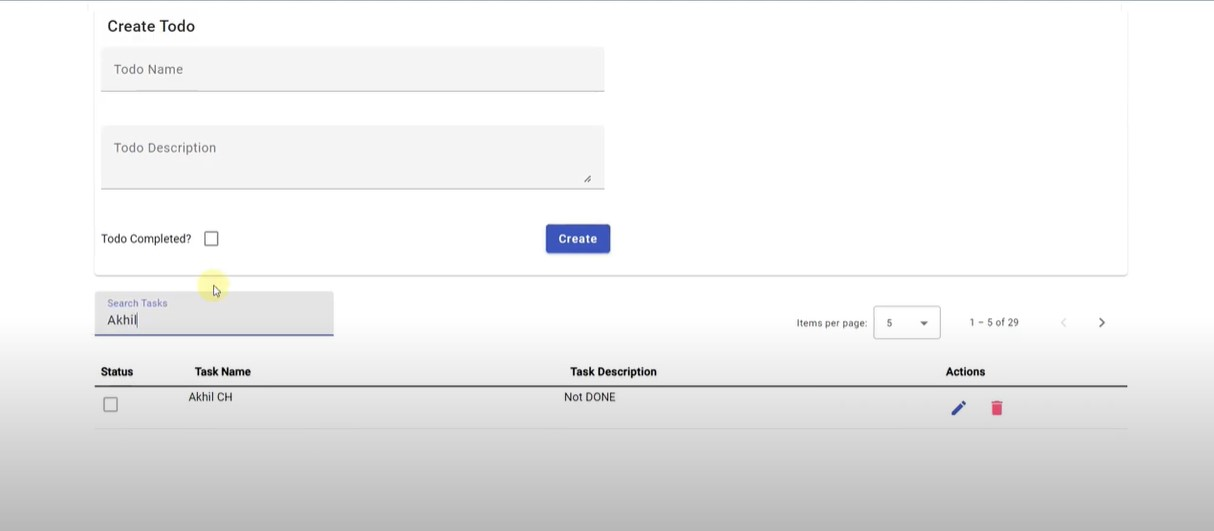 Create Todo
Todo Name
Todo Description
Todo Completed?
Create
Search Tasks
Akhil
Items per page: 5 1 – 5 of 29
Status Task Name Task Description Actions
Akhil CH Not DONE